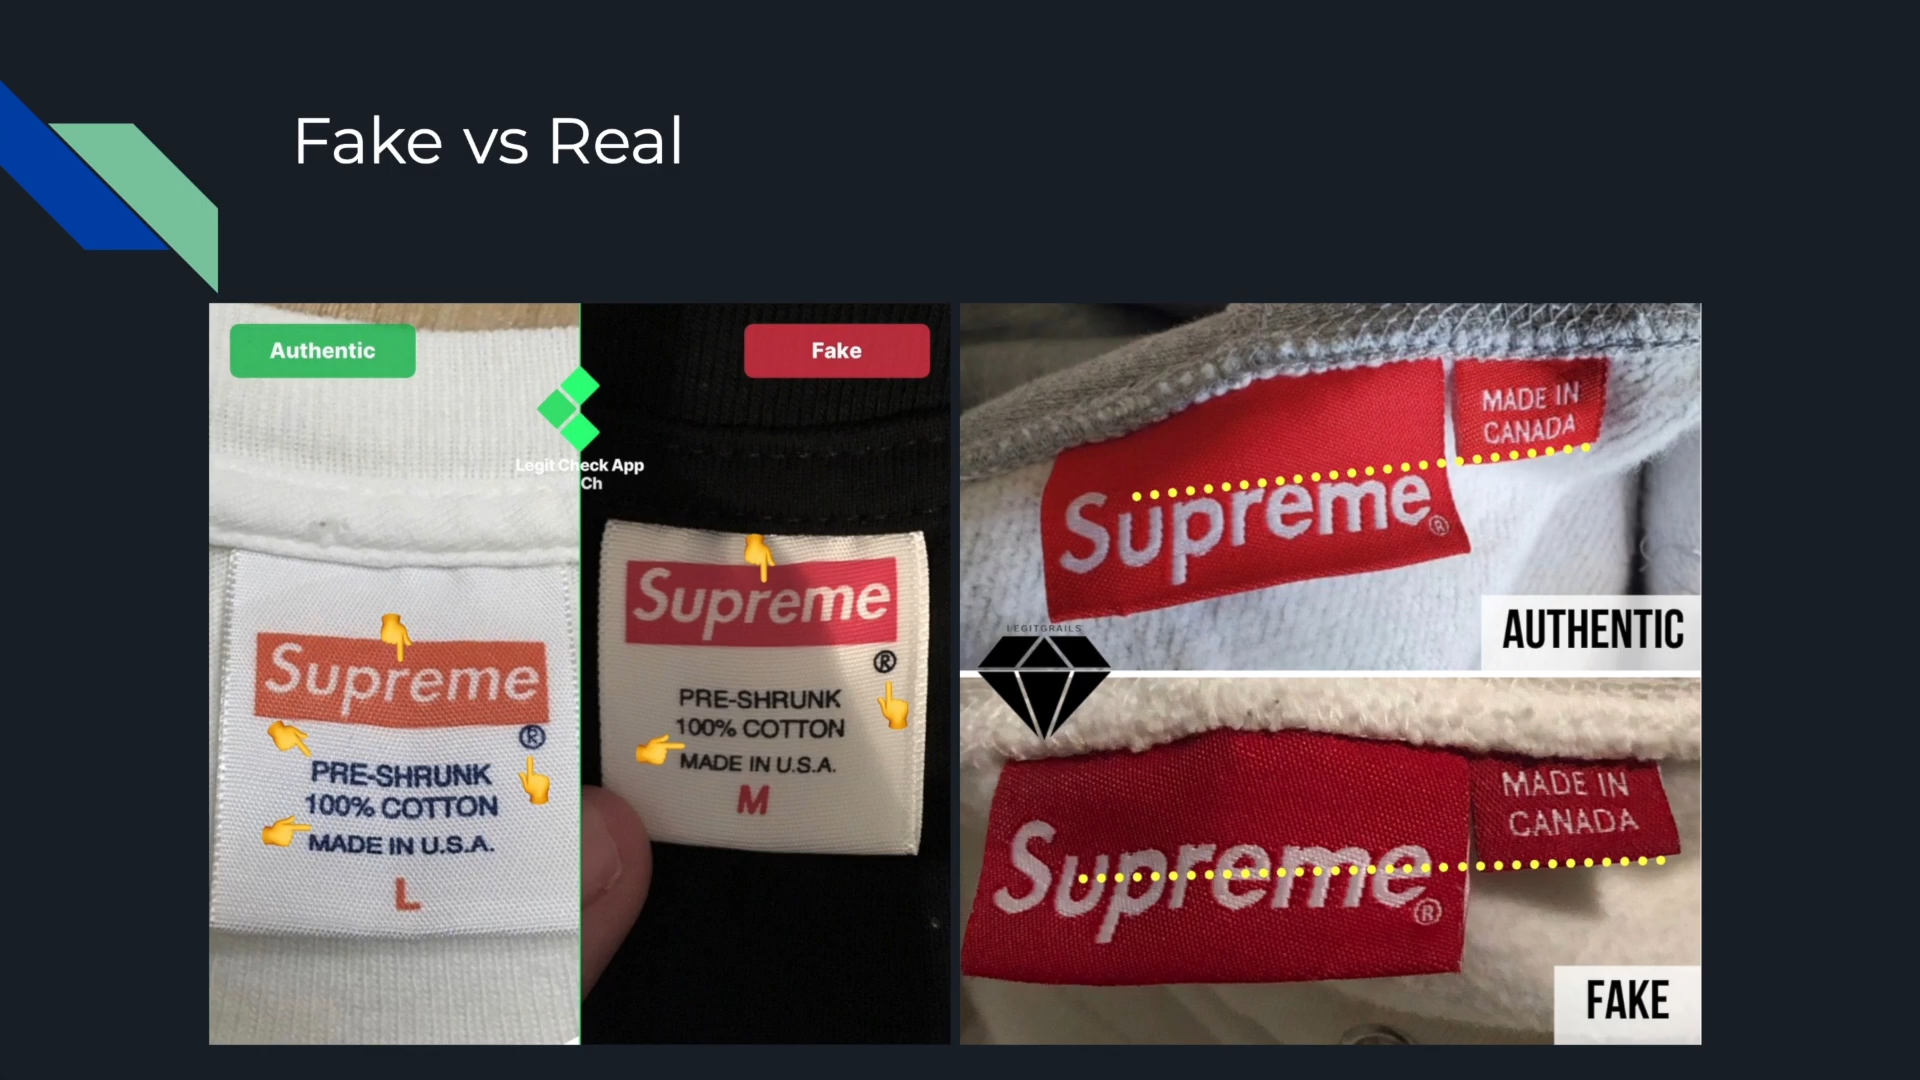 Fake vs Real
Authentic
Fake
Legit Check App
Ch
Supreme
®
PRE-SHRUNK
100% COTTON
MADE IN U.S.A.
L
Supreme
®
PRE-SHRUNK
100% COTTON
MADE IN U.S.A.
M
MADE IN
CANADA
Supreme®
AUTHENTIC
LEGITGRAILS
MADE IN
CANADA
Supreme®
FAKE